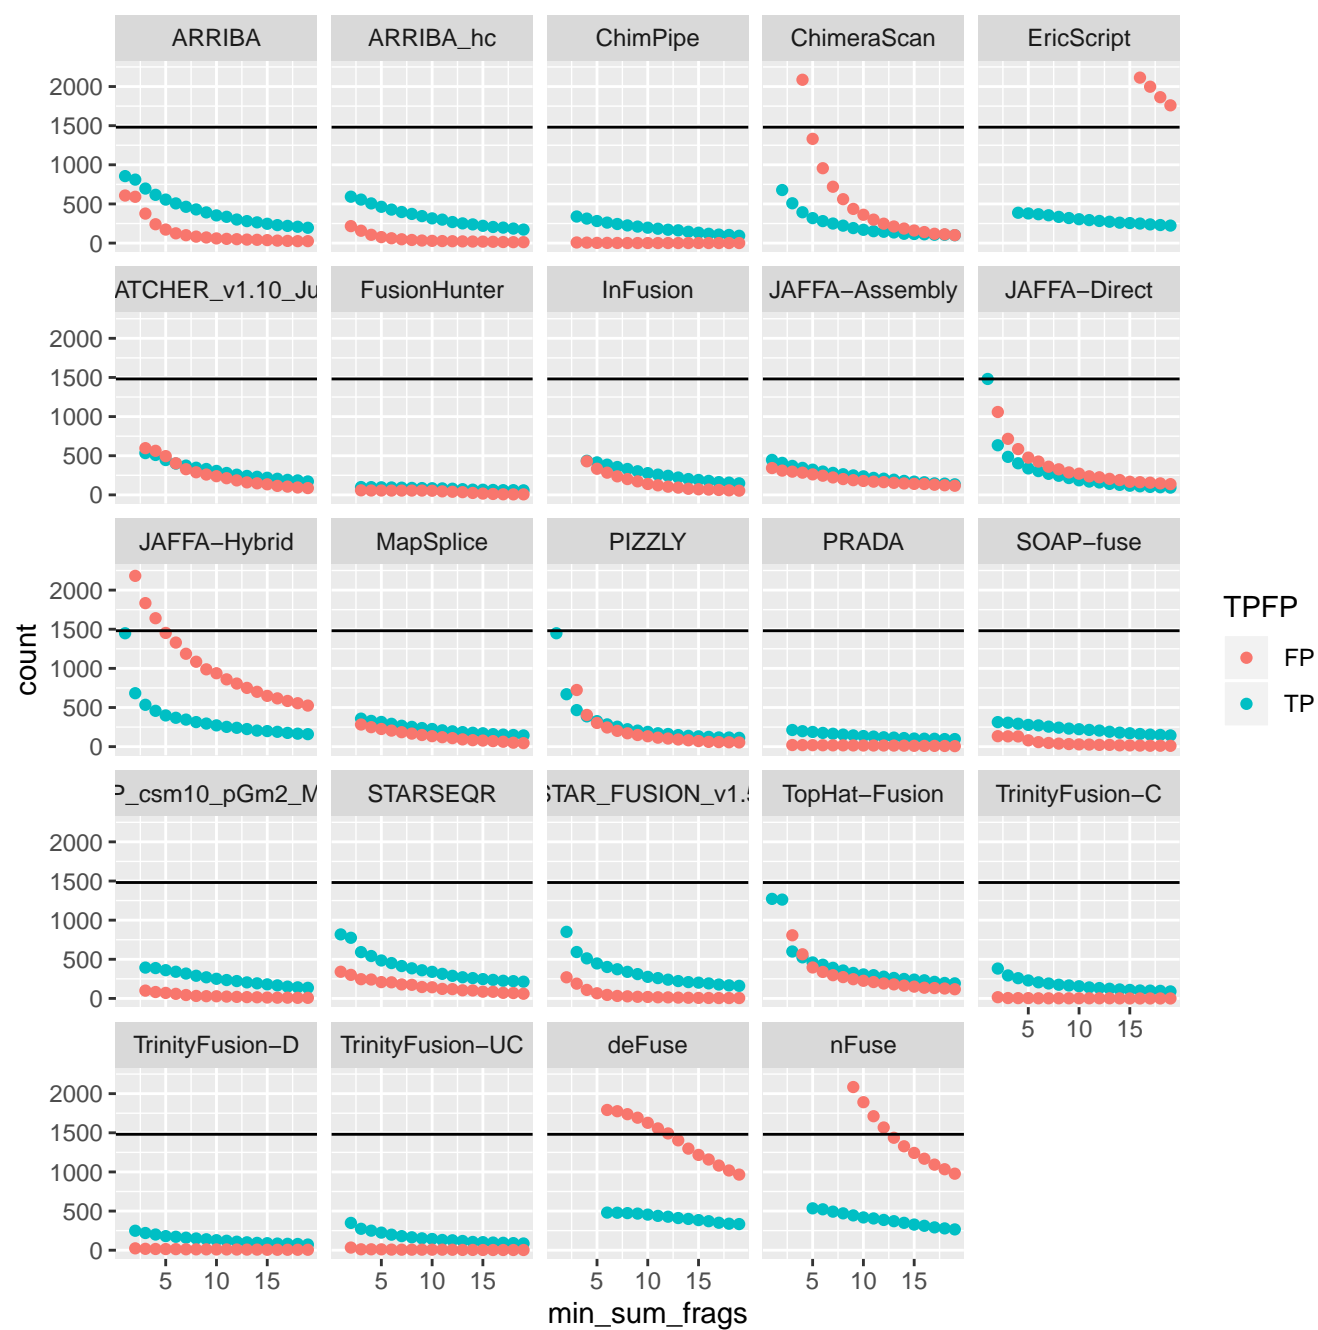 ARRIBA ARRIBA_hc ChimPipe ChimeraScan EricScript
2000
1500
1000
500
0
ATCHER_v1.10_Ju FusionHunter InFusion JAFFA−Assembly JAFFA−Direct
2000
1500
1000
500
0
JAFFA−Hybrid MapSplice PIZZLY PRADA SOAP−fuse
2000
1500
1000
500
0
count
TPFP
FP
TP
P_csm10_pGm2_M STARSEQR STAR_FUSION_v1.5 TopHat−Fusion TrinityFusion−C
2000
1500
1000
500
0
5 10 15
TrinityFusion−D TrinityFusion−UC deFuse nFuse
2000
1500
1000
500
0
5 10 15 5 10 15 5 10 15 5 10 15
min_sum_frags